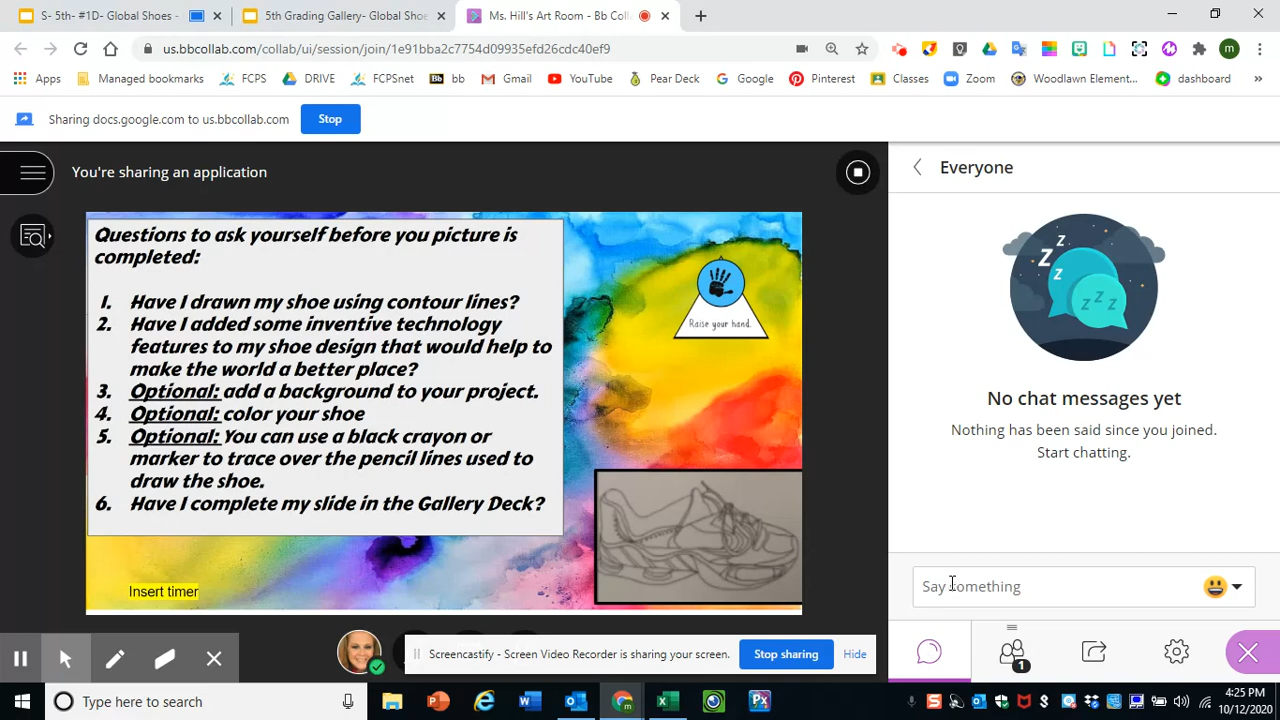 S- 5th- #1D- Global Shoes -
5th Grading Gallery- Global Sho
Ms. Hill's Art Room - Bb Coll
us.bbcollab.com/collab/ui/session/join/1e91bba2c7754d09935efd26cdc40ef9
m
Apps
Managed bookmarks
FCPS
DRIVE
FCPSnet
Bb bb
Gmail
YouTube
Pear Deck
Google
Pinterest
Classes
Zoom
Woodlawn Element...
dashboard
»
Sharing docs.google.com to us.bbcollab.com
Stop
You're sharing an application
Everyone
Questions to ask yourself before you picture is
completed:
1. Have I drawn my shoe using contour lines?
2. Have I added some inventive technology
features to my shoe design that would help to
make the world a better place?
3. Optional: add a background to your project.
4. Optional: color your shoe
5. Optional: You can use a black crayon or
marker to trace over the pencil lines used to
draw the shoe.
6. Have I complete my slide in the Gallery Deck?
Raise your hand.
Insert timer
z z
Z z
z z z
No chat messages yet
Nothing has been said since you joined.
Start chatting.
Say something
1
Screencastify - Screen Video Recorder is sharing your screen.
Stop sharing
Hide
Type here to search
4:25 PM
10/12/2020